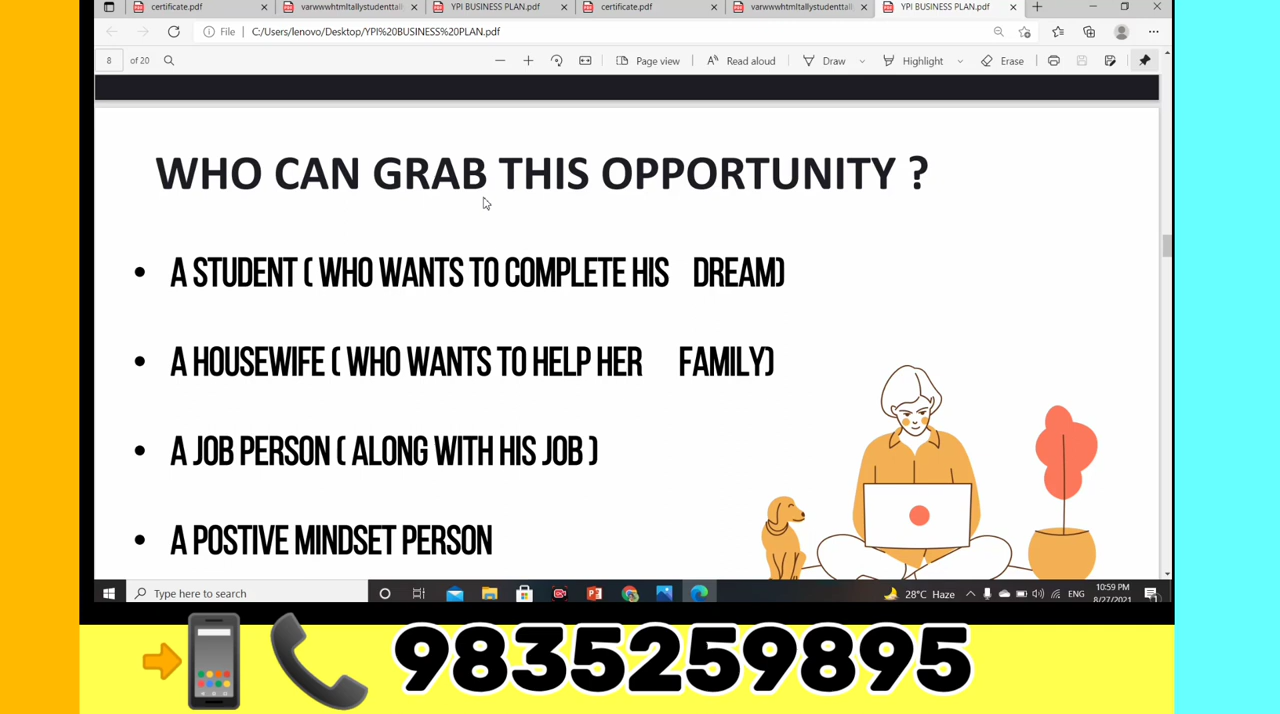 certificate.pdf
varwwwhtmltallystudenttall
YPI BUSINESS PLAN.pdf
certificate.pdf
varwwwhtmltallystudenttall
YPI BUSINESS PLAN.pdf
File
C:/Users/lenovo/Desktop/YPI%20BUSINESS%20PLAN.pdf
8 of 20
Page view
Read aloud
Draw
Highlight
Erase
WHO CAN GRAB THIS OPPORTUNITY ?
• A STUDENT ( WHO WANTS TO COMPLETE HIS DREAM)
• A HOUSEWIFE ( WHO WANTS TO HELP HER FAMILY)
• A JOB PERSON ( ALONG WITH HIS JOB )
• A POSTIVE MINDSET PERSON
Type here to search
28°C Haze
ENG
10:59 PM
8/27/2021
9835259895